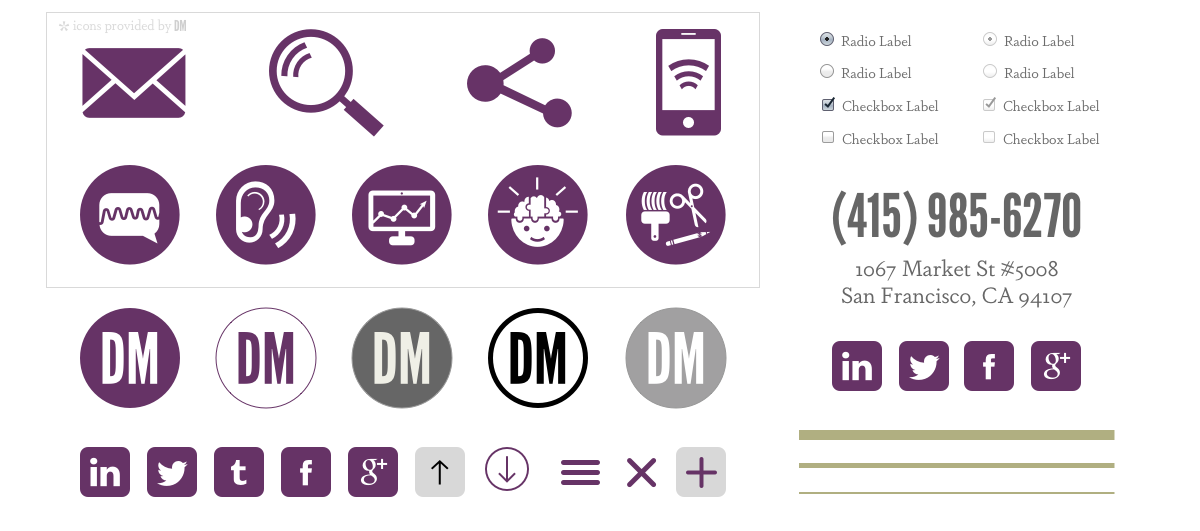 * icons provided by DM
Radio Label
Radio Label
Radio Label
Radio Label
Checkbox Label
Checkbox Label
Checkbox Label
Checkbox Label
(415) 985-6270
1067 Market St #5008
San Francisco, CA 94107
DM
DM
DM
DM
DM
in
f
g+
in
t
f
g+